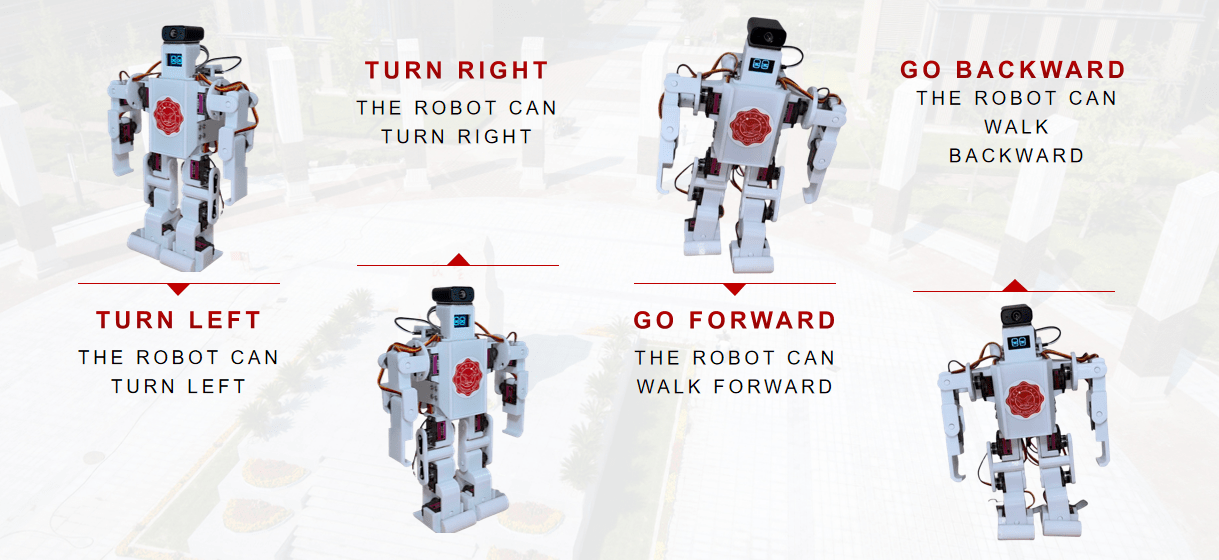 TURN LEFT
THE ROBOT CAN
TURN LEFT
TURN RIGHT
THE ROBOT CAN
TURN RIGHT
GO FORWARD
THE ROBOT CAN
WALK FORWARD
GO BACKWARD
THE ROBOT CAN
WALK
BACKWARD